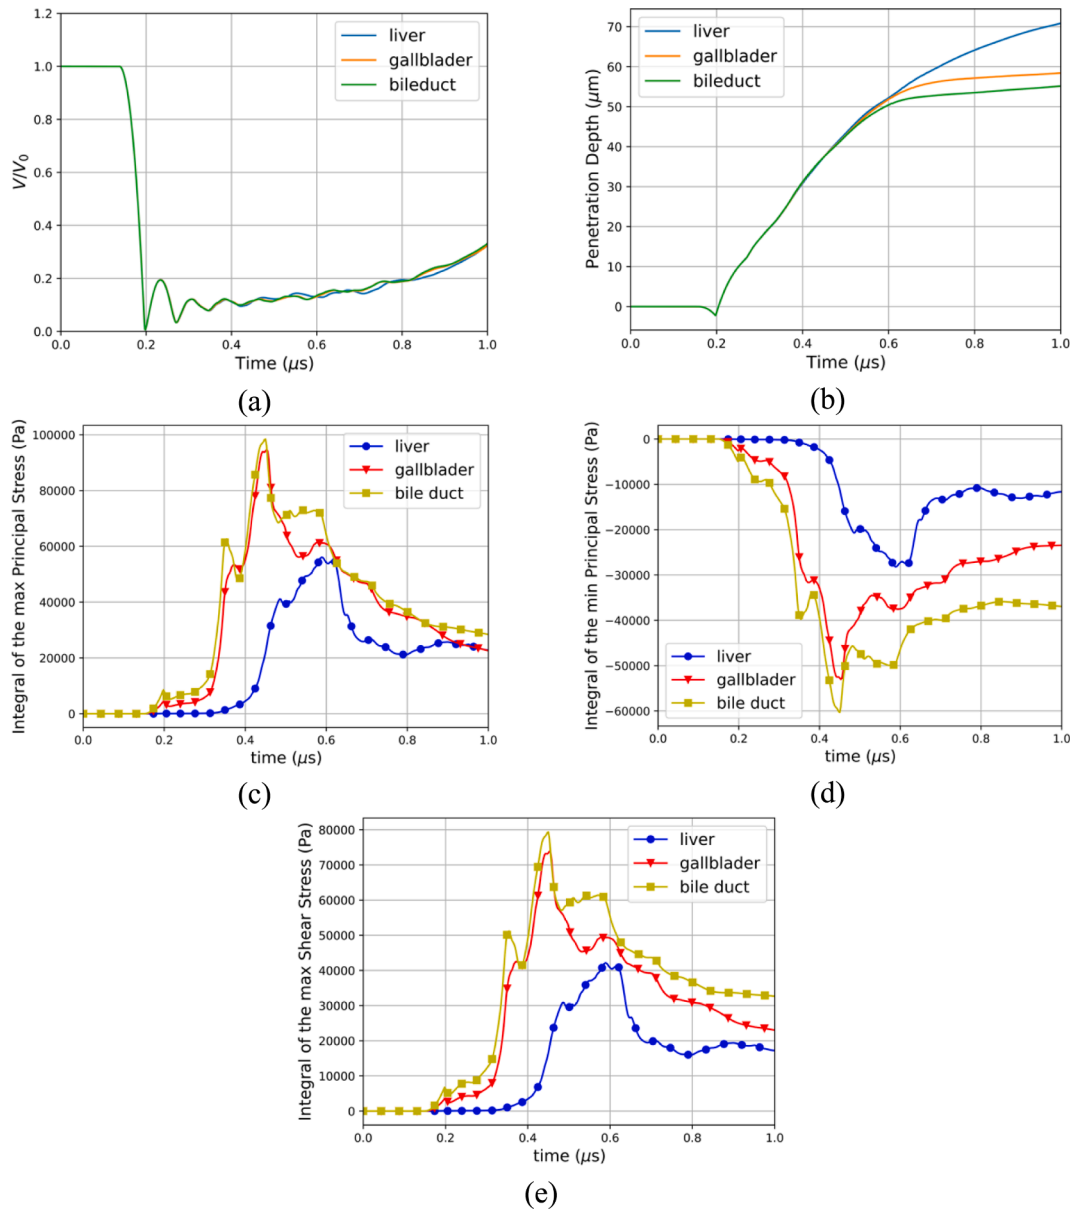 1.2
1.0
0.8
0.6
0.4
0.2
0.0
V/V0
liver
gallblader
bileduct
0.0 0.2 0.4 0.6 0.8 1.0
Time (μs)
(a)
70
60
50
40
30
20
10
0
Penetration Depth (μm)
liver
gallblader
bileduct
0.0 0.2 0.4 0.6 0.8 1.0
Time (μs)
(b)
100000
80000
60000
40000
20000
0
Integral of the max Principal Stress (Pa)
liver
gallblader
bile duct
0.0 0.2 0.4 0.6 0.8 1.0
time (μs)
(c)
0
−10000
−20000
−30000
−40000
−50000
−60000
Integral of the min Principal Stress (Pa)
liver
gallblader
bile duct
0.0 0.2 0.4 0.6 0.8 1.0
time (μs)
(d)
80000
70000
60000
50000
40000
30000
20000
10000
0
Integral of the max Shear Stress (Pa)
liver
gallblader
bile duct
0.0 0.2 0.4 0.6 0.8 1.0
time (μs)
(e)